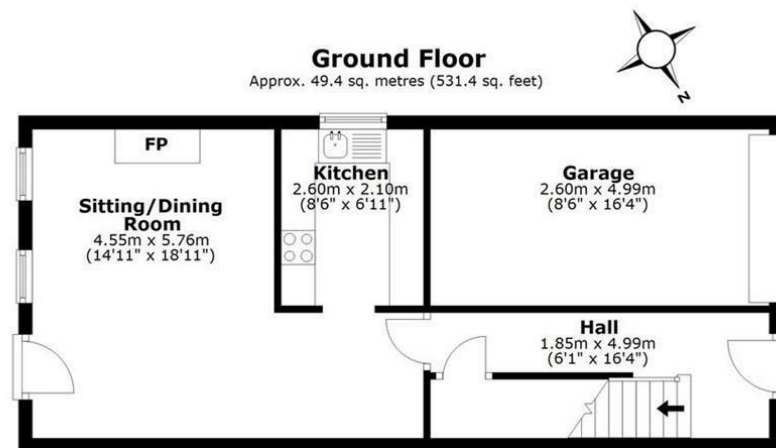 Ground Floor
Approx. 49.4 sq. metres (531.4 sq. feet)
N
FP
Sitting/Dining
Room
4.55m x 5.76m
(14'11" x 18'11")
Kitchen
2.60m x 2.10m
(8'6" x 6'11")
Garage
2.60m x 4.99m
(8'6" x 16'4")
Hall
1.85m x 4.99m
(6'1" x 16'4")